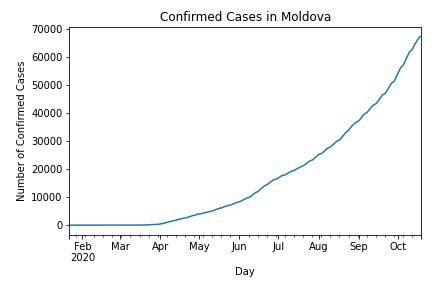 Confirmed Cases in Moldova
70000
60000
50000
40000
30000
20000
10000
0
Number of Confirmed Cases
Feb Mar Apr May Jun Jul Aug Sep Oct
2020
Day